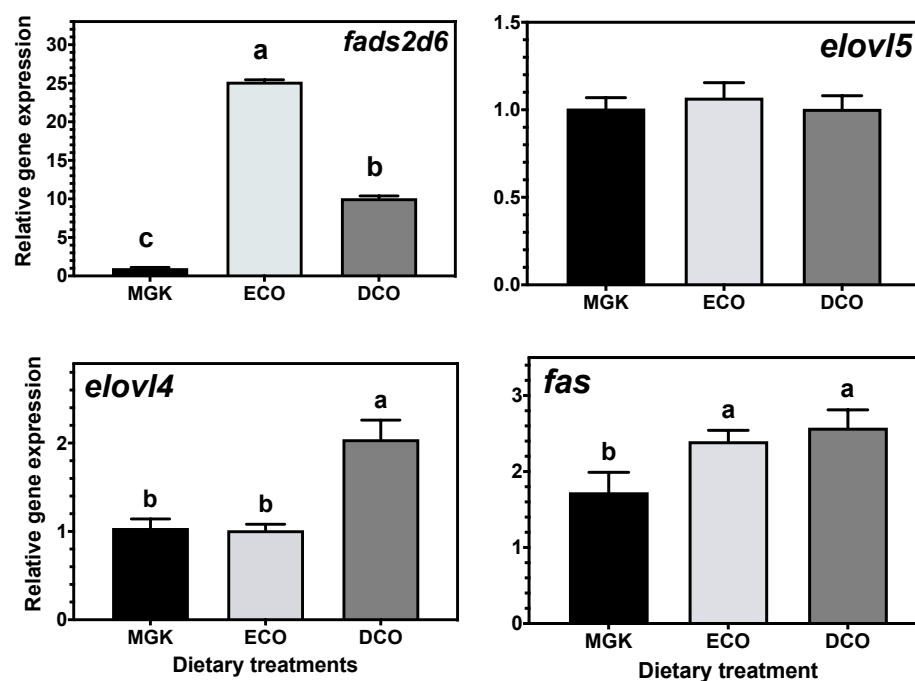 fads2d6
Relative gene expression
30
25
20
15
10
5
0
c
a
b
MGK ECO DCO
elovl5
1.5
1.0
0.5
0.0
MGK ECO DCO
elovl4
Relative gene expression
2
1
0
b
b
a
MGK ECO DCO
Dietary treatments
fas
3
2
1
0
b
a
a
MGK ECO DCO
Dietary treatment